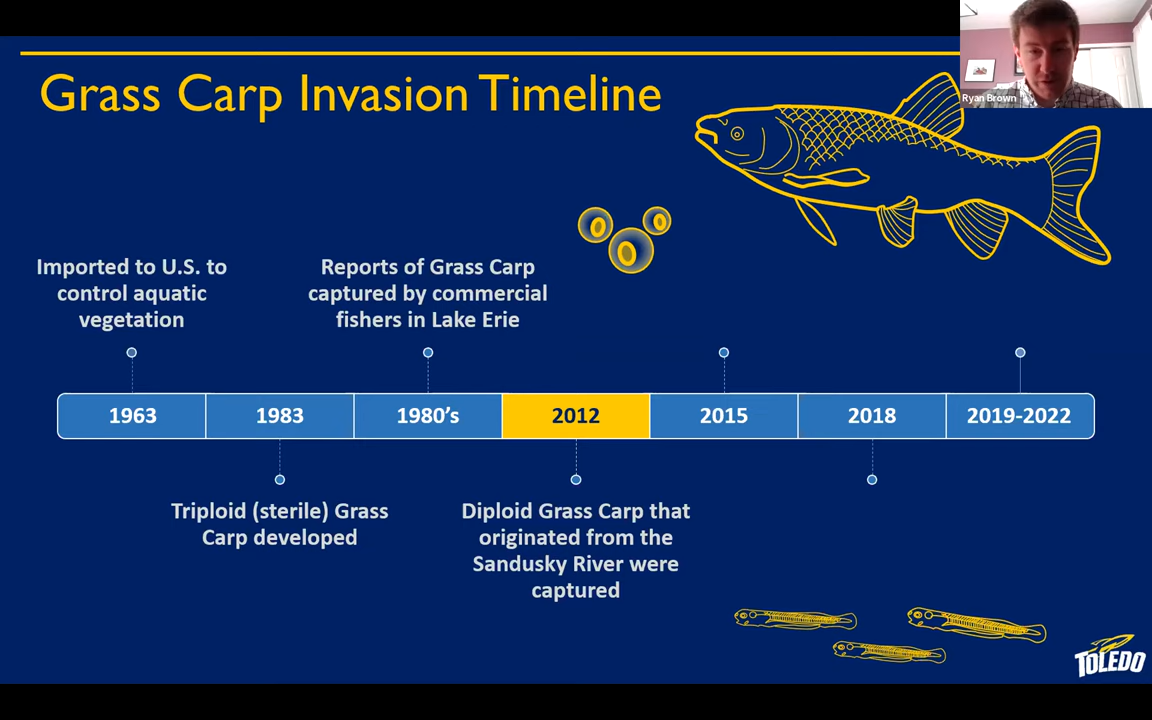 Grass Carp Invasion Timeline
Ryan Brown
Imported to U.S. to
control aquatic
vegetation
Reports of Grass Carp
captured by commercial
fishers in Lake Erie
1963
1983
1980’s
2012
2015
2018
2019-2022
Triploid (sterile) Grass
Carp developed
Diploid Grass Carp that
originated from the
Sandusky River were
captured
TOLEDO